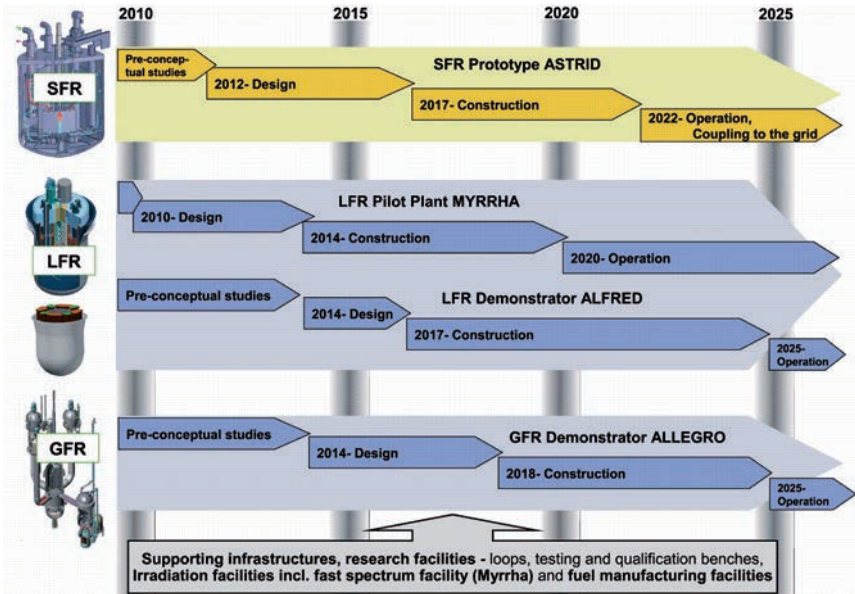 2010 2015 2020 2025
SFR
Pre-concep-
tual studies
SFR Prototype ASTRID
2012- Design
2017- Construction
2022- Operation,
Coupling to the grid
LFR
LFR Pilot Plant MYRRHA
2010- Design
2014- Construction
2020- Operation
Pre-conceptual studies
LFR Demonstrator ALFRED
2014- Design
2017- Construction
2025-
Operation
GFR
Pre-conceptual studies
GFR Demonstrator ALLEGRO
2014- Design
2018- Construction
2025-
Operation
Supporting infrastructures, research facilities - loops, testing and qualification benches,
Irradiation facilities incl. fast spectrum facility (Myrrha) and fuel manufacturing facilities